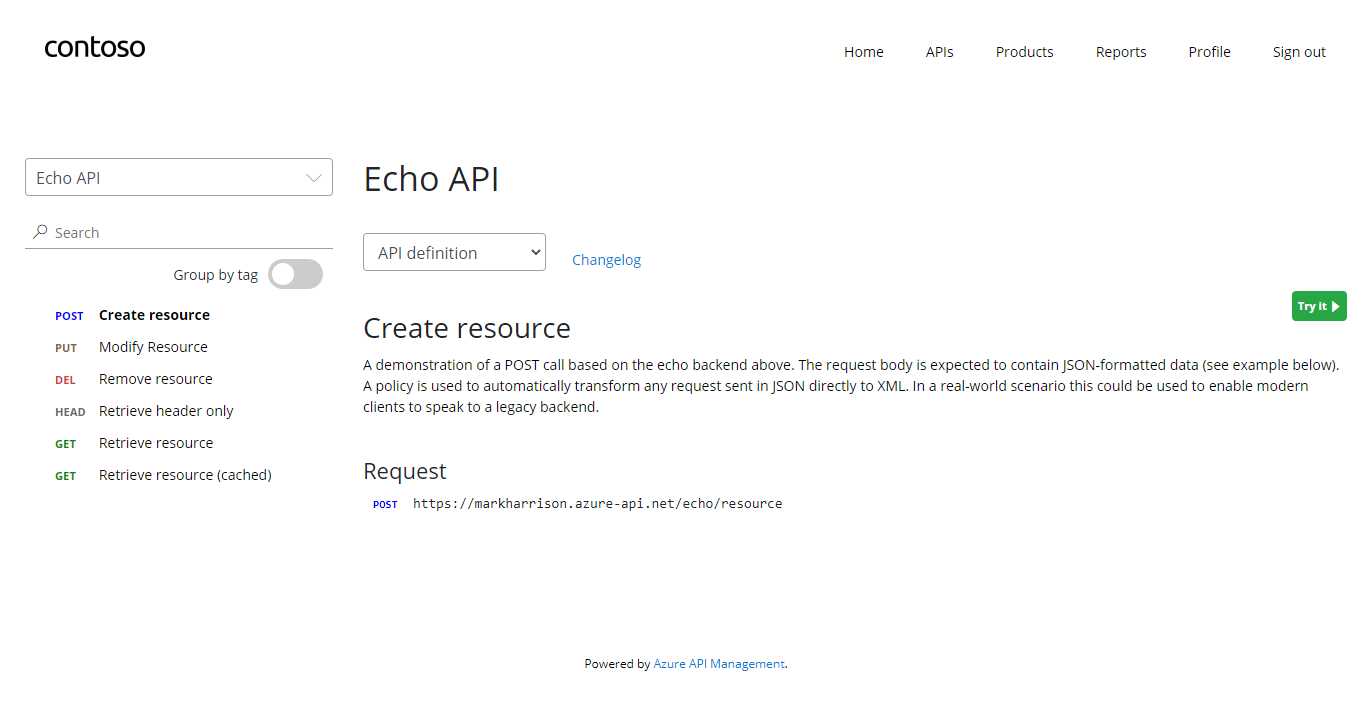 contoso
Home APIs Products Reports Profile Sign out
Echo API
Search
Group by tag
POST Create resource
PUT Modify Resource
DEL Remove resource
HEAD Retrieve header only
GET Retrieve resource
GET Retrieve resource (cached)
Echo API
API definition Changelog
Try it
Create resource
A demonstration of a POST call based on the echo backend above. The request body is expected to contain JSON-formatted data (see example below).
A policy is used to automatically transform any request sent in JSON directly to XML. In a real-world scenario this could be used to enable modern
clients to speak to a legacy backend.
Request
POST https://markharrison.azure-api.net/echo/resource
Powered by Azure API Management.